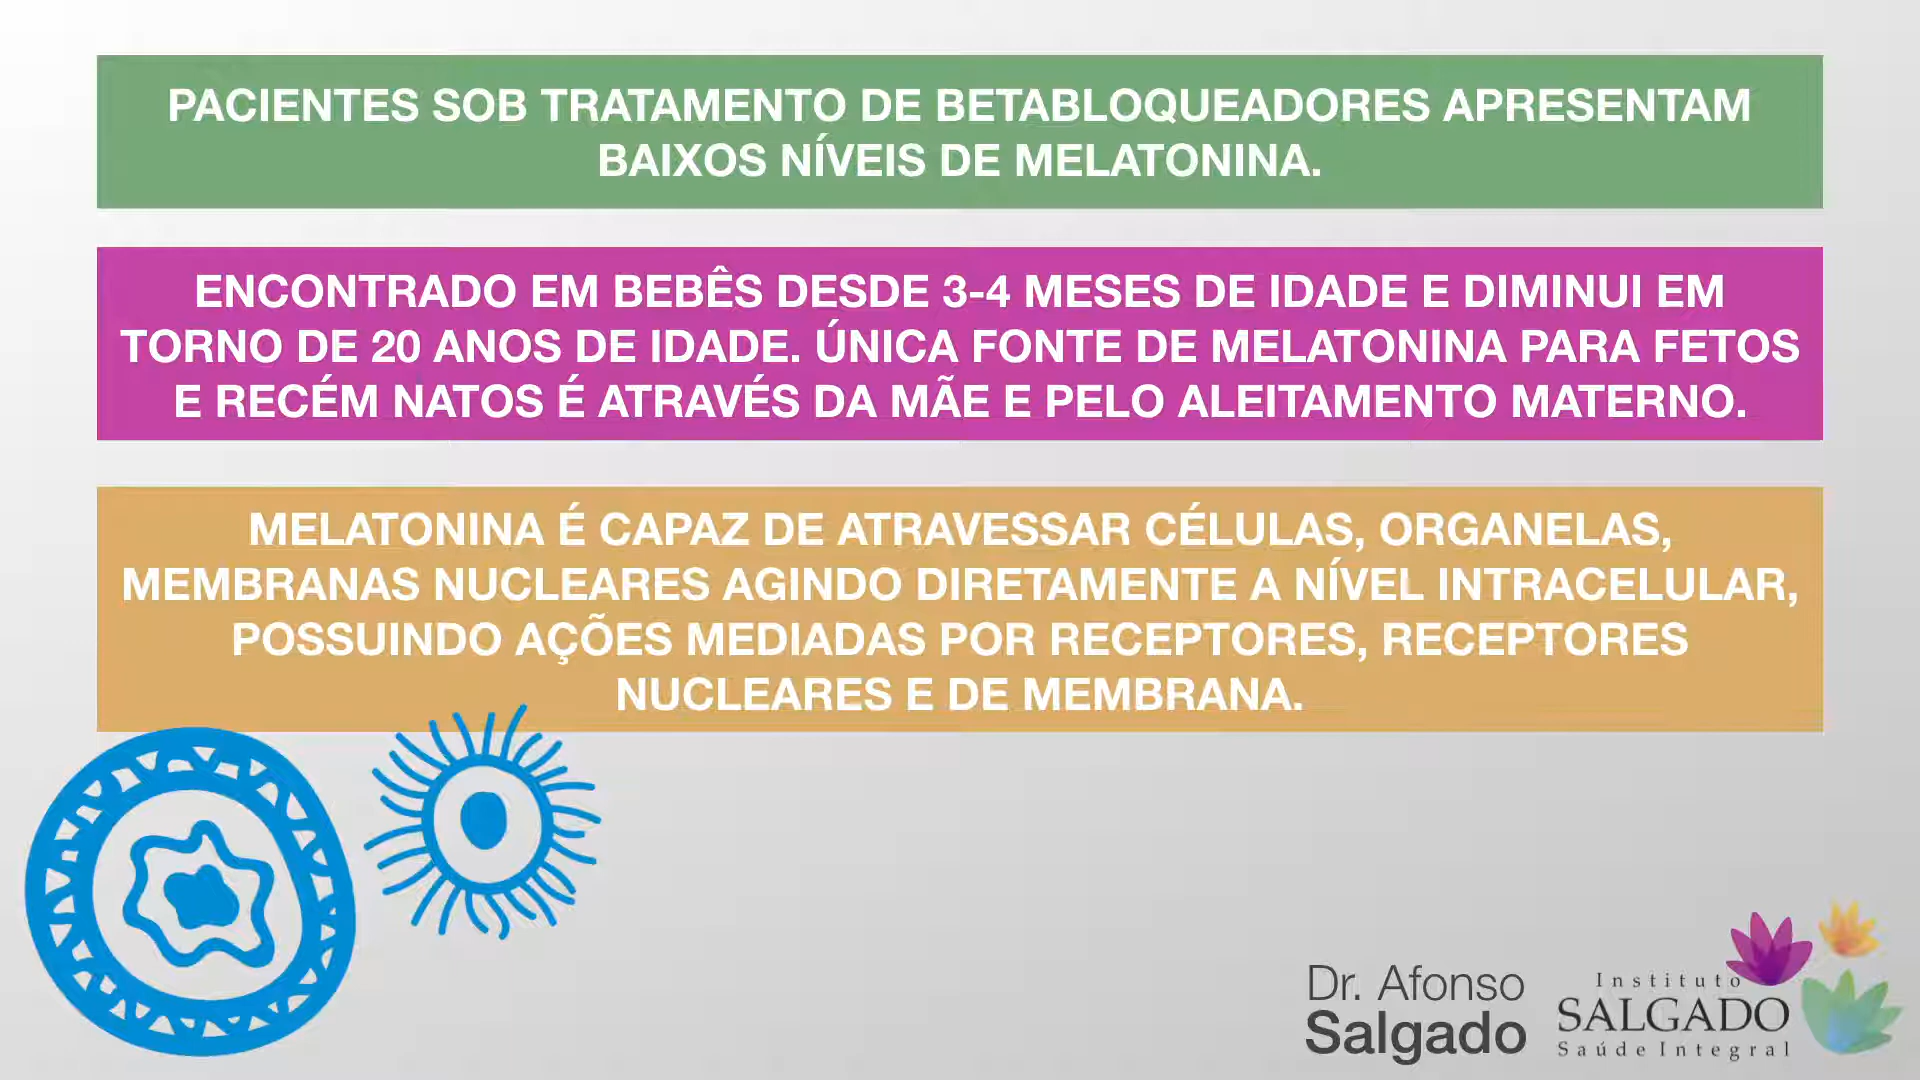 PACIENTES SOB TRATAMENTO DE BETABLOQUEADORES APRESENTAM
BAIXOS NÍVEIS DE MELATONINA.
ENCONTRADO EM BEBÊS DESDE 3-4 MESES DE IDADE E DIMINUI EM
TORNO DE 20 ANOS DE IDADE. ÚNICA FONTE DE MELATONINA PARA FETOS
E RECÉM NATOS É ATRAVÉS DA MÃE E PELO ALEITAMENTO MATERNO.
MELATONINA É CAPAZ DE ATRAVESSAR CÉLULAS, ORGANELAS,
MEMBRANAS NUCLEARES AGINDO DIRETAMENTE A NÍVEL INTRACELULAR,
POSSUINDO AÇÕES MEDIADAS POR RECEPTORES, RECEPTORES
NUCLEARES E DE MEMBRANA.
Dr. Afonso
Salgado
Instituto
SALGADO
Saúde Integral